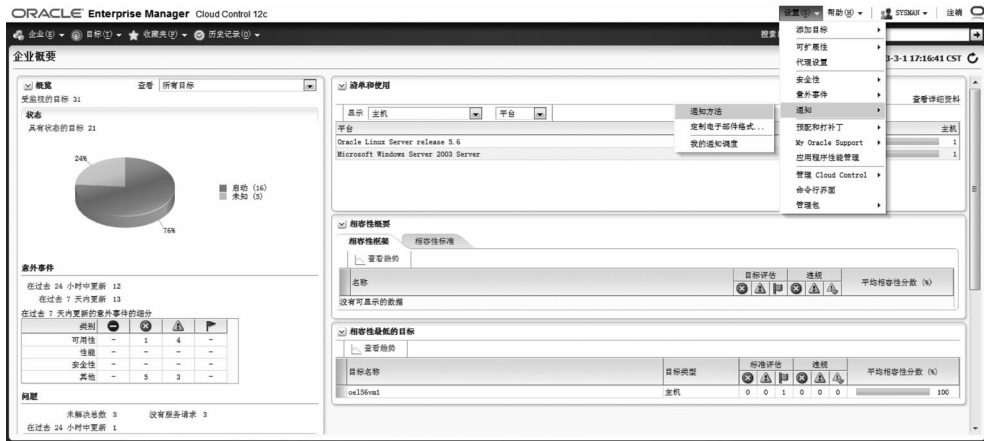 ORACLE Enterprise Manager Cloud Control 12c
设置(S) 帮助(H) SYSMAN 注销
企业(E) 目标(T) 收藏夹(F) 历史记录(O)
企业概要
3-3-1 17:16:41 CST
概览
查看 所有目标
受监视的目标 31
状态
具有状态的目标 21
24%
76%
启动 (16)
未知 (5)
意外事件
在过去 24 小时中更新 12
在过去 7 天内更新 13
在过去 7 天内更新的意外事件的细分
类别
可用性 - 1 4 -
性能 - - - -
安全性 - - - -
其他 - 5 3 -
问题
未解决总数 3 没有服务请求 3
在过去 24 小时中更新 1
清单和使用
查看详细资料
显示 主机 平台
平台 主机
Oracle Linux Server release 5.6 1
Microsoft Windows Server 2003 Server 1
相容性概要
相容性框架 相容性标准
查看趋势
名称 目标评估 违规 平均相容性分数 (%)
没有可显示的数据
相容性最低的目标
查看趋势
目标名称 目标类型 标准评估 违规 平均相容性分数 (%)
oel56vm1 主机 0 0 1 0 0 0 100
添加目标
可扩展性
代理设置
安全性
意外事件
通知
预配和打补丁
My Oracle Support
应用程序性能管理
管理 Cloud Control
命令行界面
管理包
通知方法
定制电子邮件格式...
我的通知调度